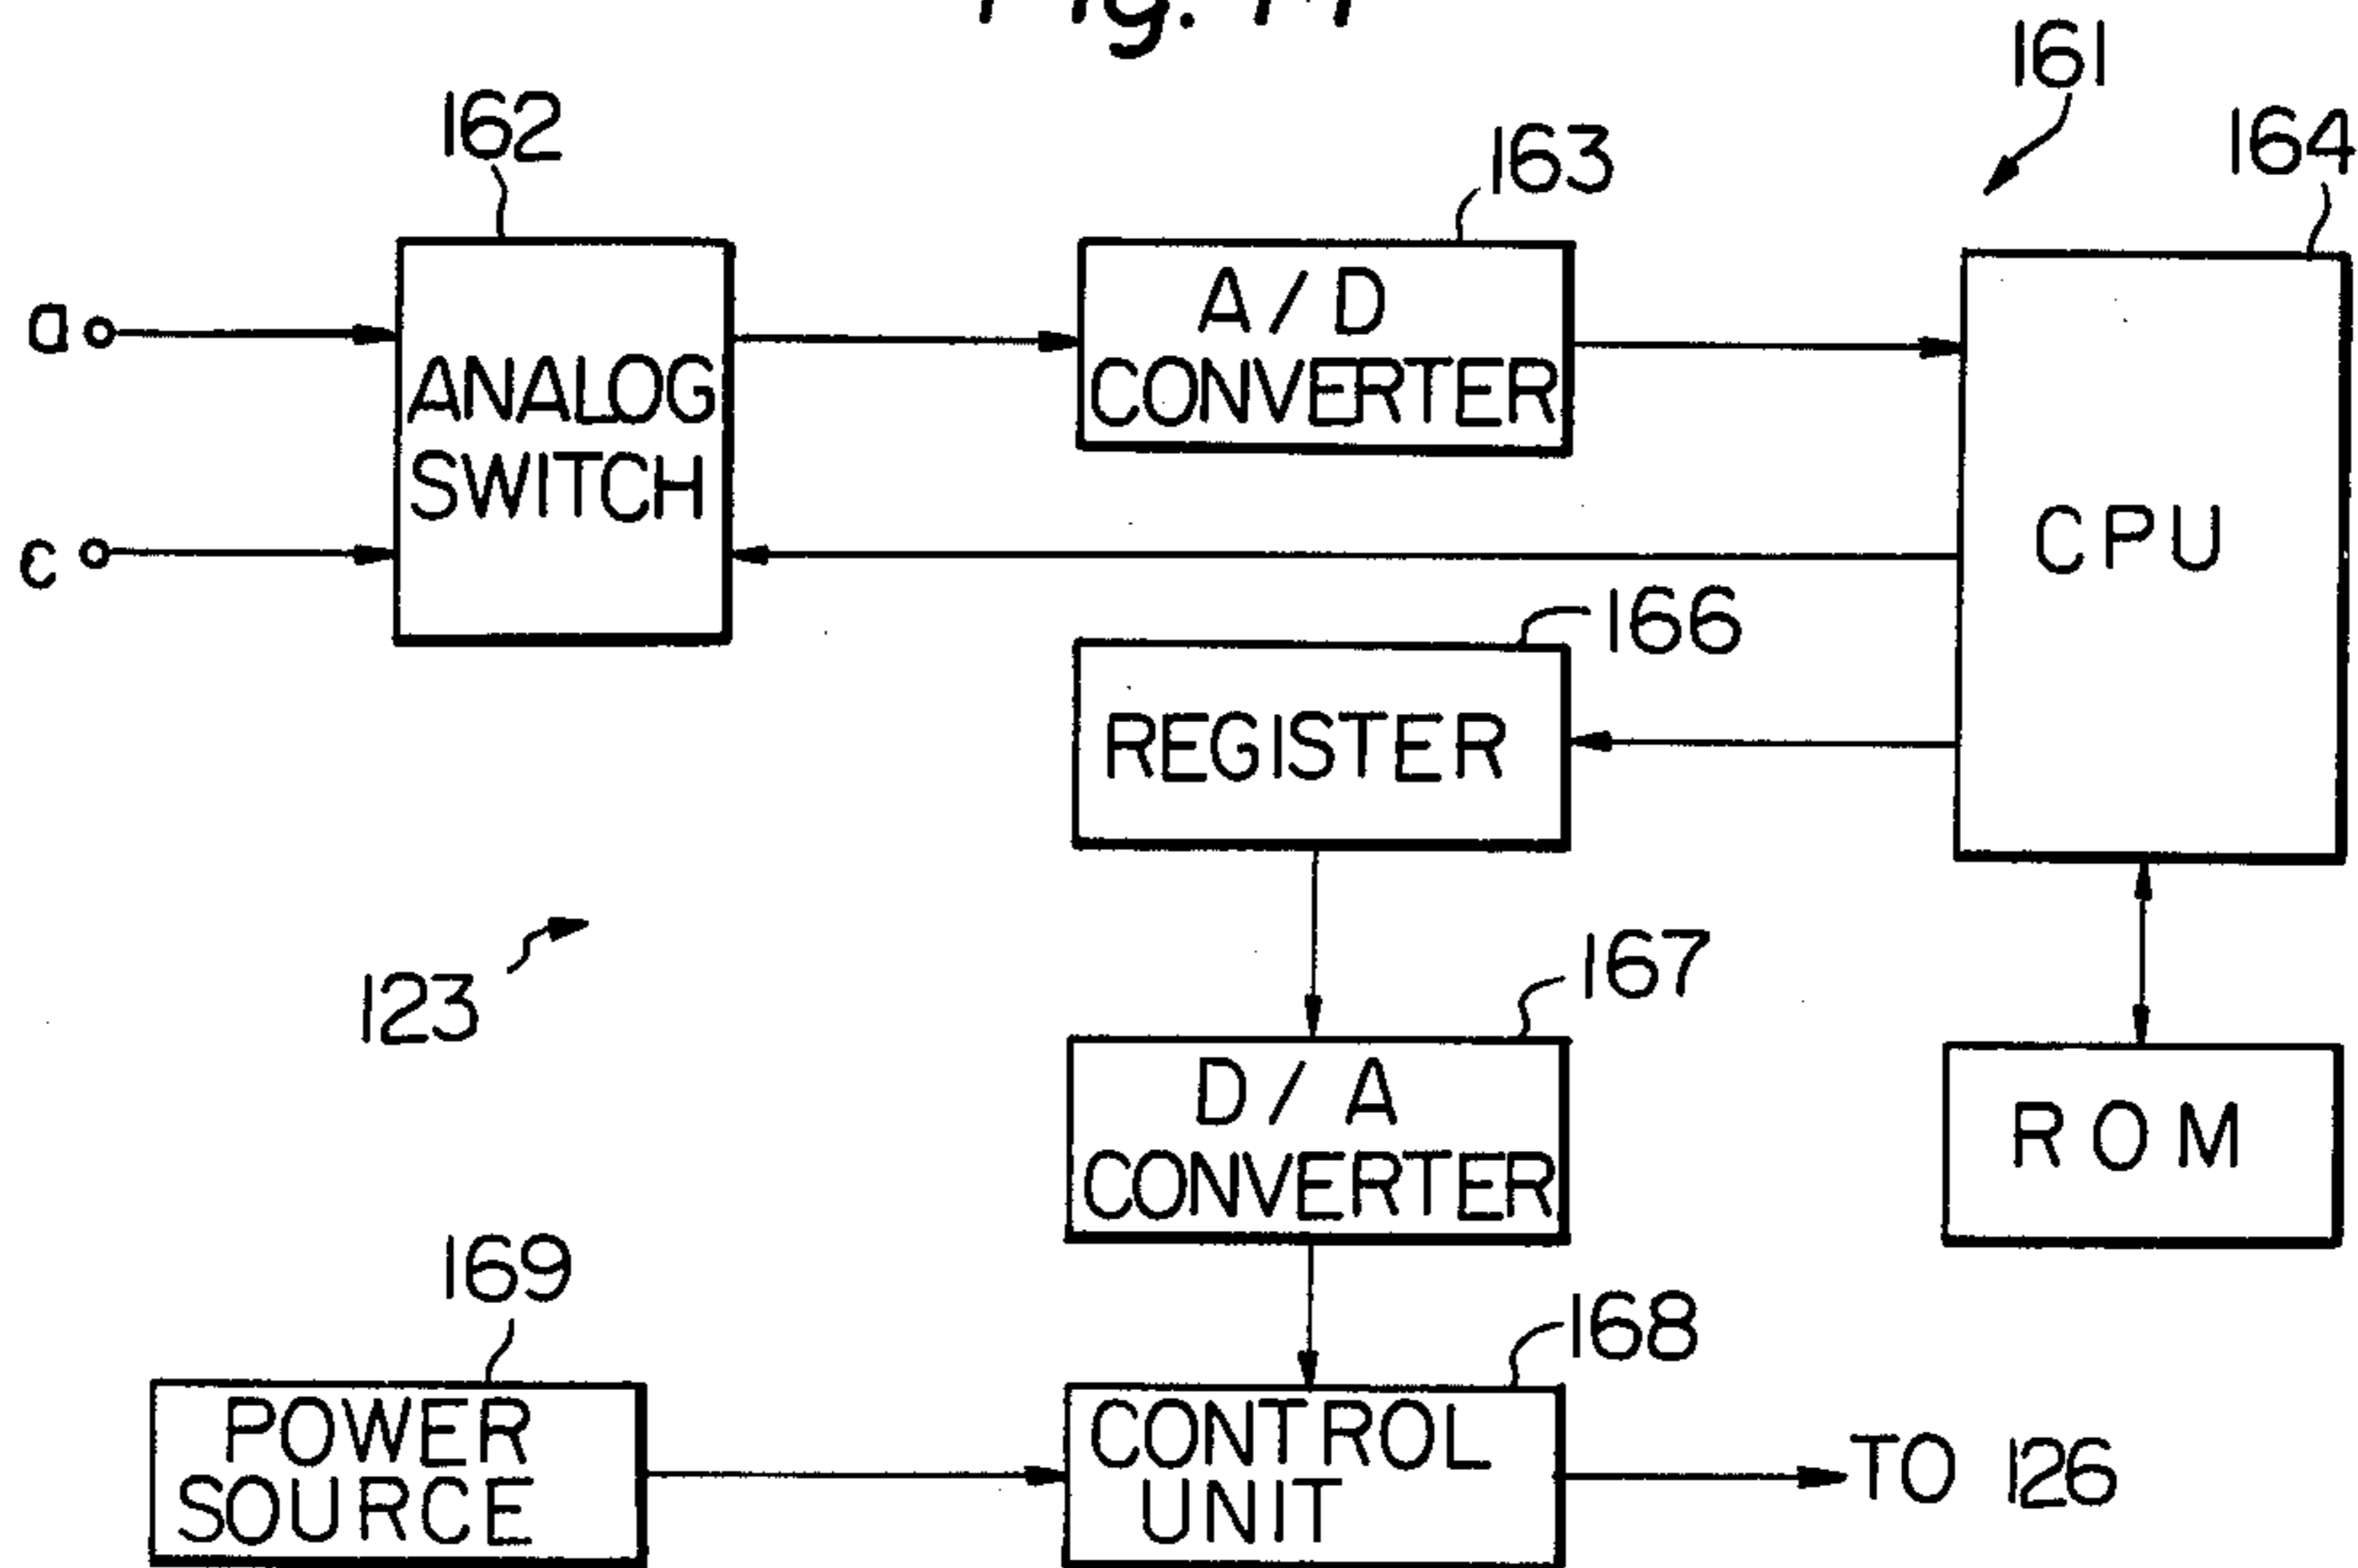 161
162
163
164
A/D
CONVERTER
a
ANALOG
SWITCH
CPU
c
166
REGISTER
123
167
D/A
CONVERTER
ROM
169
168
POWER
SOURCE
CONTROL
UNIT
TO 126